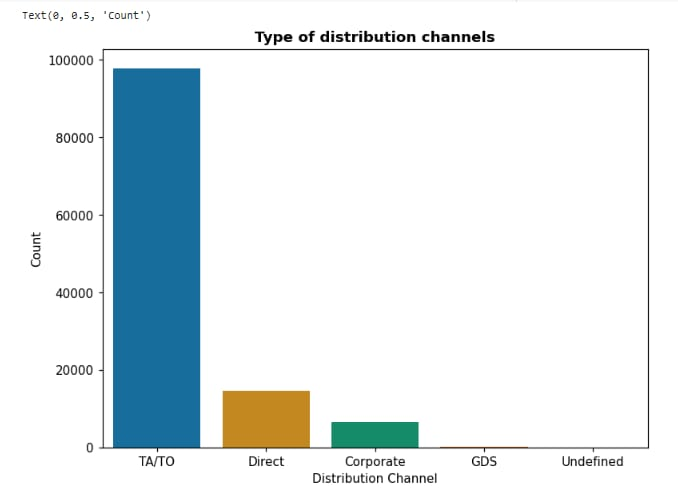 Text(0, 0.5, 'Count')
Type of distribution channels
100000
80000
60000
40000
20000
0
Count
TA/TO Direct Corporate GDS Undefined
Distribution Channel